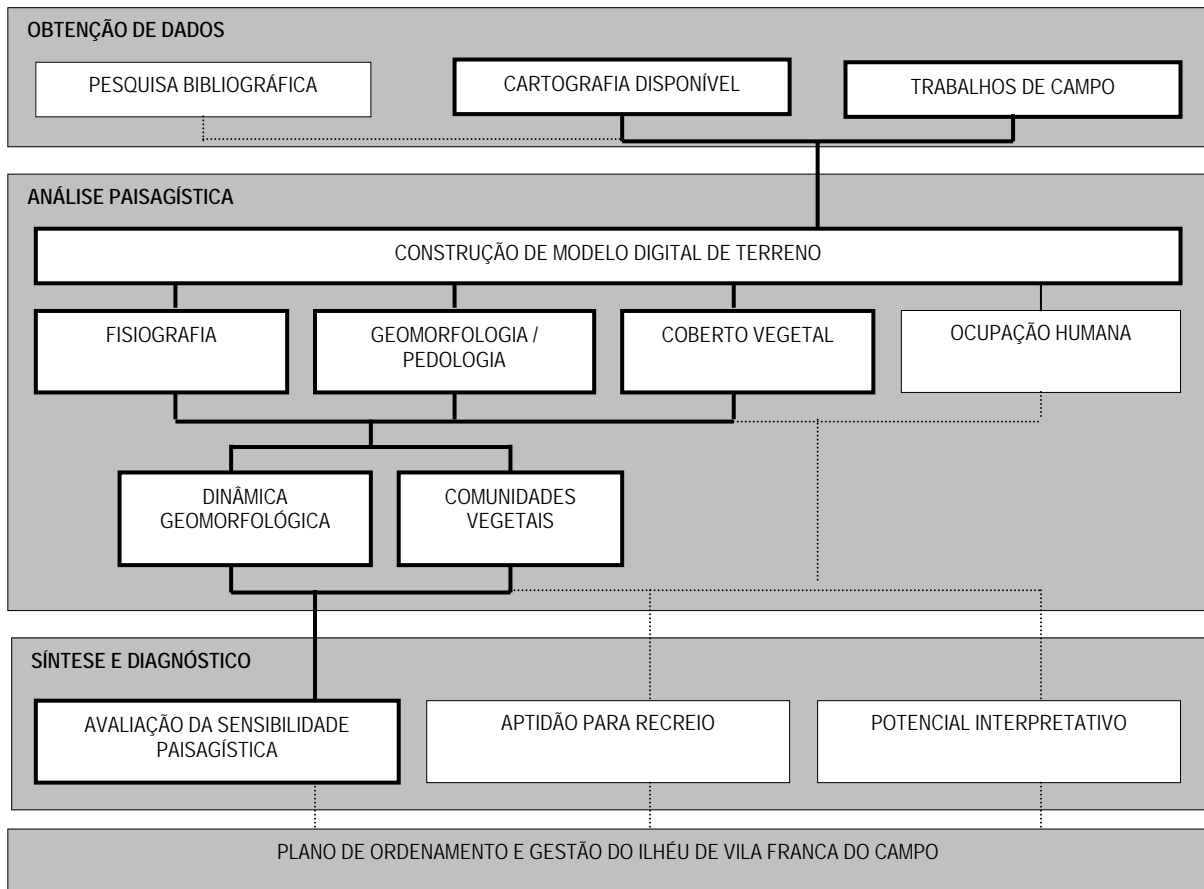 OBTENÇÃO DE DADOS
PESQUISA BIBLIOGRÁFICA
CARTOGRAFIA DISPONÍVEL
TRABALHOS DE CAMPO
ANÁLISE PAISAGÍSTICA
CONSTRUÇÃO DE MODELO DIGITAL DE TERRENO
FISIOGRAFIA
GEOMORFOLOGIA /
PEDOLOGIA
COBERTO VEGETAL
OCUPAÇÃO HUMANA
DINÂMICA
GEOMORFOLÓGICA
COMUNIDADES
VEGETAIS
SÍNTESE E DIAGNÓSTICO
AVALIAÇÃO DA SENSIBILIDADE
PAISAGÍSTICA
APTIDÃO PARA RECREIO
POTENCIAL INTERPRETATIVO
PLANO DE ORDENAMENTO E GESTÃO DO ILHÉU DE VILA FRANCA DO CAMPO